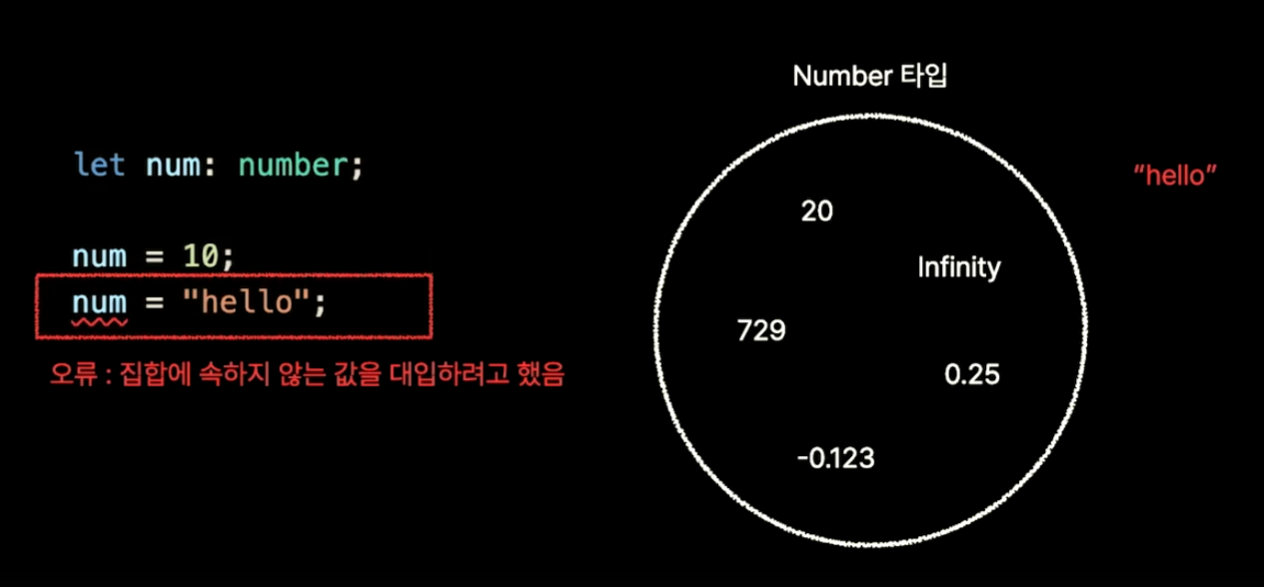 let num: number;
num = 10;
num = "hello";
오류 : 집합에 속하지 않는 값을 대입하려고 했음
Number 타입
“hello”
20
Infinity
729
0.25
-0.123